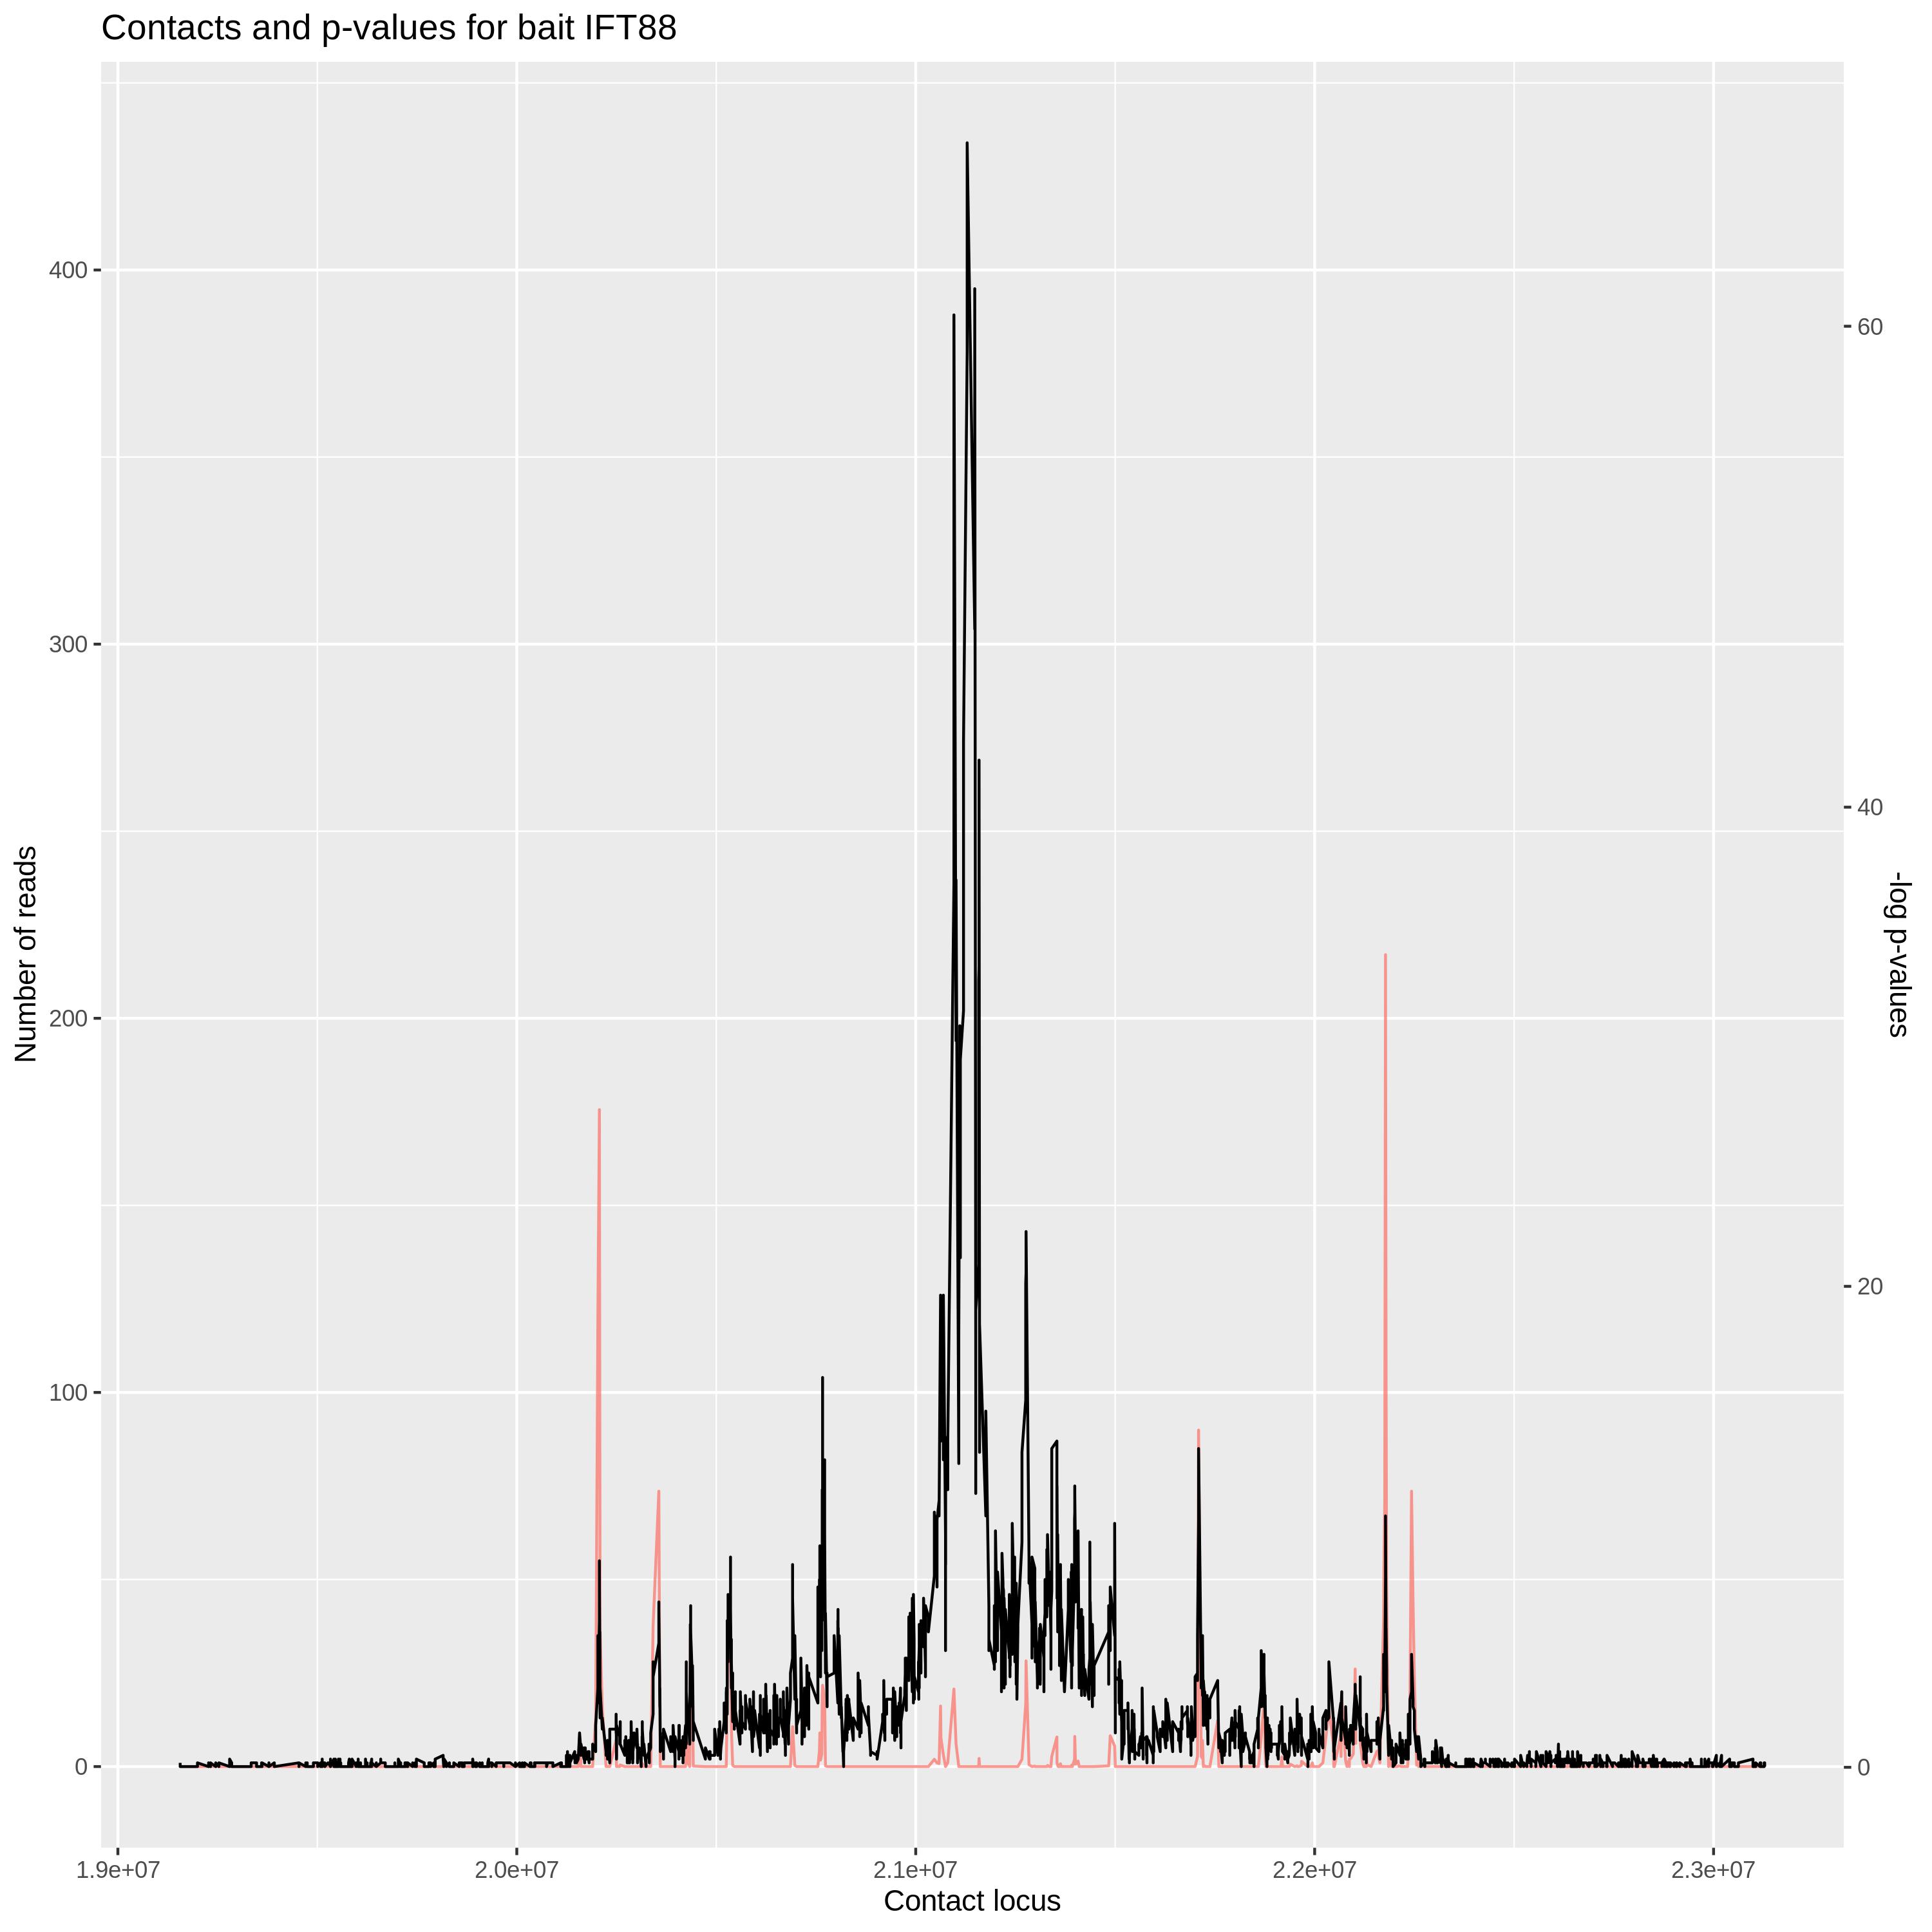 Contacts and p-values for bait IFT88
400
300
200
100
0
Number of reads
60
40
20
0
-log p-values
1.9e+07 2.0e+07 2.1e+07 2.2e+07 2.3e+07
Contact locus